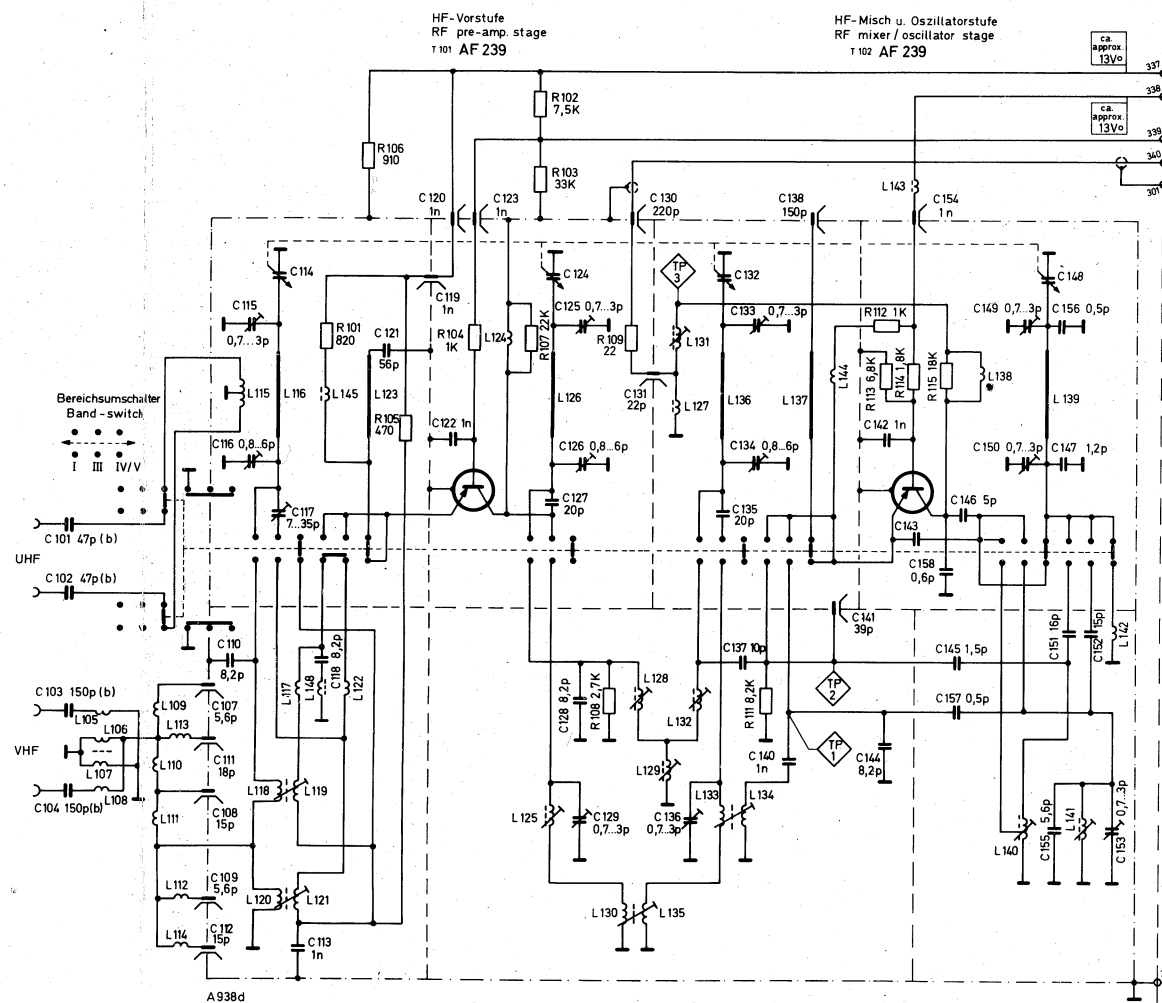 HF-Vorstufe
RF pre-amp. stage
T 101 AF 239
HF-Misch u. Oszillatorstufe
RF mixer / oscillator stage
T 102 AF 239
ca.
approx.
13V
337
338
ca.
approx.
13V
339
340
301
R102
7,5K
R106
910
R103
33K
C120
1n
C123
1n
C130
220p
C138
150p
L143
C154
1n
C114
C119
1n
C124
TP
3
C132
C148
C115
0,7...3p
R101
820
C121
56p
R104
1K
L124
R107 22K
C125 0,7...3p
R109
22
L131
C133 0,7...3p
R112 1K
C149 0,7...3p
C156 0,5p
L115
L116
L145
L123
R105
470
L126
C131
22p
L127
L136
L137
L144
R113 6,8K
R114 1,8K
R115 18K
L138
L139
Bereichsumschalter
Band-switch
I III IV/V
C116 0,8...6p
C122 1n
C126 0,8...6p
C134 0,8...6p
C142 1n
C150 0,7...3p
C147 1,2p
C117
7...35p
C127
20p
C135
20p
C146 5p
C143
C101 47p(b)
UHF
C102 47p(b)
C158
0,6p
C110
8,2p
C118 8,2p
L117
L148
L122
C141
39p
C151 16p
C152 15p
L142
C137 10p
C145 1,5p
C103 150p(b)
L105
L109
C107
5,6p
L106
L113
VHF
L107
L110
C111
18p
C104 150p(b)
L108
C128 8,2p
R108 2,7K
L128
L132
R111 8,2K
TP
2
C157 0,5p
L129
C140
1n
TP
1
C144
8,2p
L118
L119
C108
15p
L111
L125
C129
0,7...3p
C136
0,7...3p
L133
L134
L140
C155 5,6p
L141
C153 0,7...3p
L112
C109
5,6p
L120
L121
L114
C112
15p
C113
1n
L130
L135
A938d